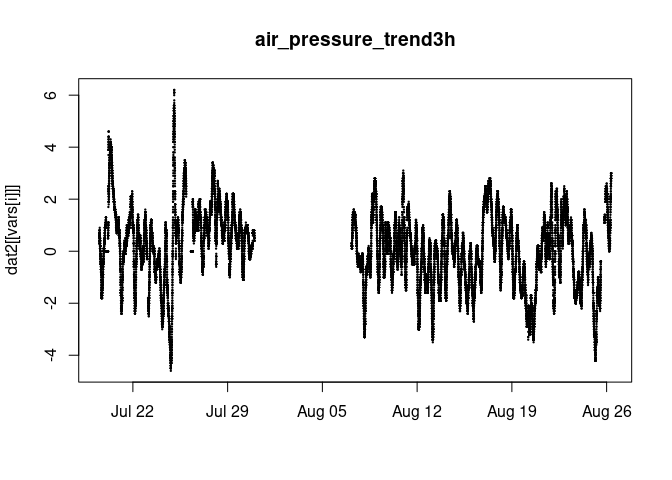 air_pressure_trend3h
dat2[[vars[i]]]
6
4
2
0
-2
-4
Jul 22
Jul 29
Aug 05
Aug 12
Aug 19
Aug 26